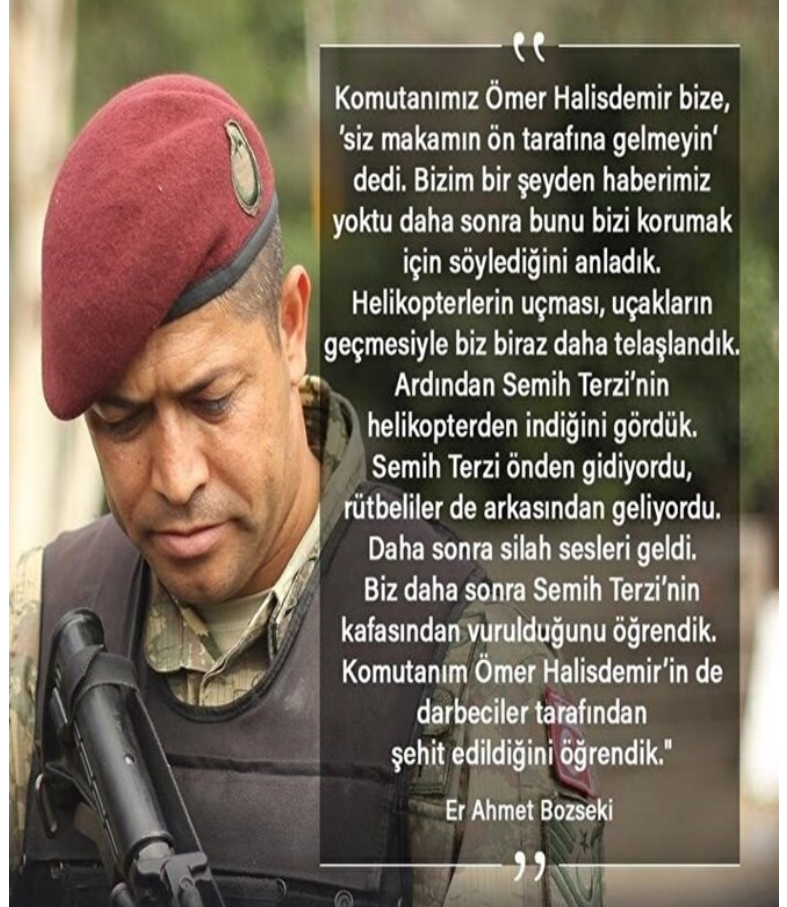 “
Komutanımız Ömer Halisdemir bize,
‘siz makamın ön tarafına gelmeyin‘
dedi. Bizim bir şeyden haberimiz
yoktu daha sonra bunu bizi korumak
için söylediğini anladık.
Helikopterlerin uçması, uçakların
geçmesiyle biz biraz daha telaşlandık.
Ardından Semih Terzi’nin
helikopterden indiğini gördük.
Semih Terzi önden gidiyordu,
rütbeliler de arkasından geliyordu.
Daha sonra silah sesleri geldi.
Biz daha sonra Semih Terzi’nin
kafasından vurulduğunu öğrendik.
Komutanım Ömer Halisdemir’in de
darbeciler tarafından
şehit edildiğini öğrendik."
Er Ahmet Bozseki
”